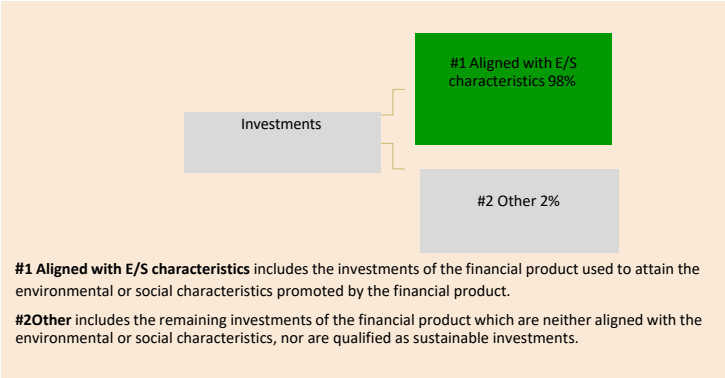 #1 Aligned with E/S
characteristics 98%
Investments
#2 Other 2%
#1 Aligned with E/S characteristics includes the investments of the financial product used to attain the
environmental or social characteristics promoted by the financial product.
#2Other includes the remaining investments of the financial product which are neither aligned with the
environmental or social characteristics, nor are qualified as sustainable investments.